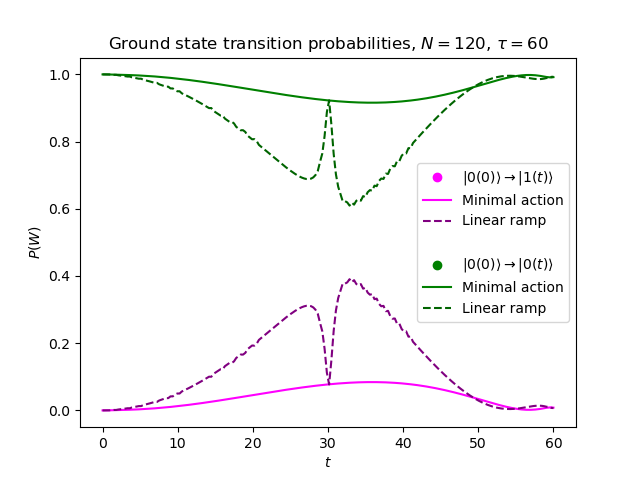 Ground state transition probabilities, N = 120, τ = 60
P(W)
1.0
0.8
0.6
0.4
0.2
0.0
|0(0)⟩ → |1(t)⟩
Minimal action
Linear ramp
|0(0)⟩ → |0(t)⟩
Minimal action
Linear ramp
0 10 20 30 40 50 60
t